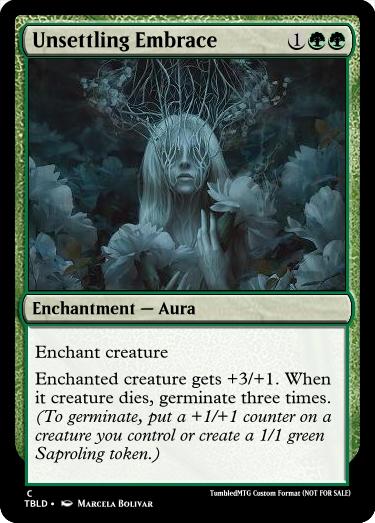 Unsettling Embrace 1
Enchantment — Aura
Enchant creature
Enchanted creature gets +3/+1. When
it creature dies, germinate three times.
(To germinate, put a +1/+1 counter on a
creature you control or create a 1/1 green
Saproling token.)
C
TBLD • Marcela Bolivar
TumbledMTG Custom Format (NOT FOR SALE)